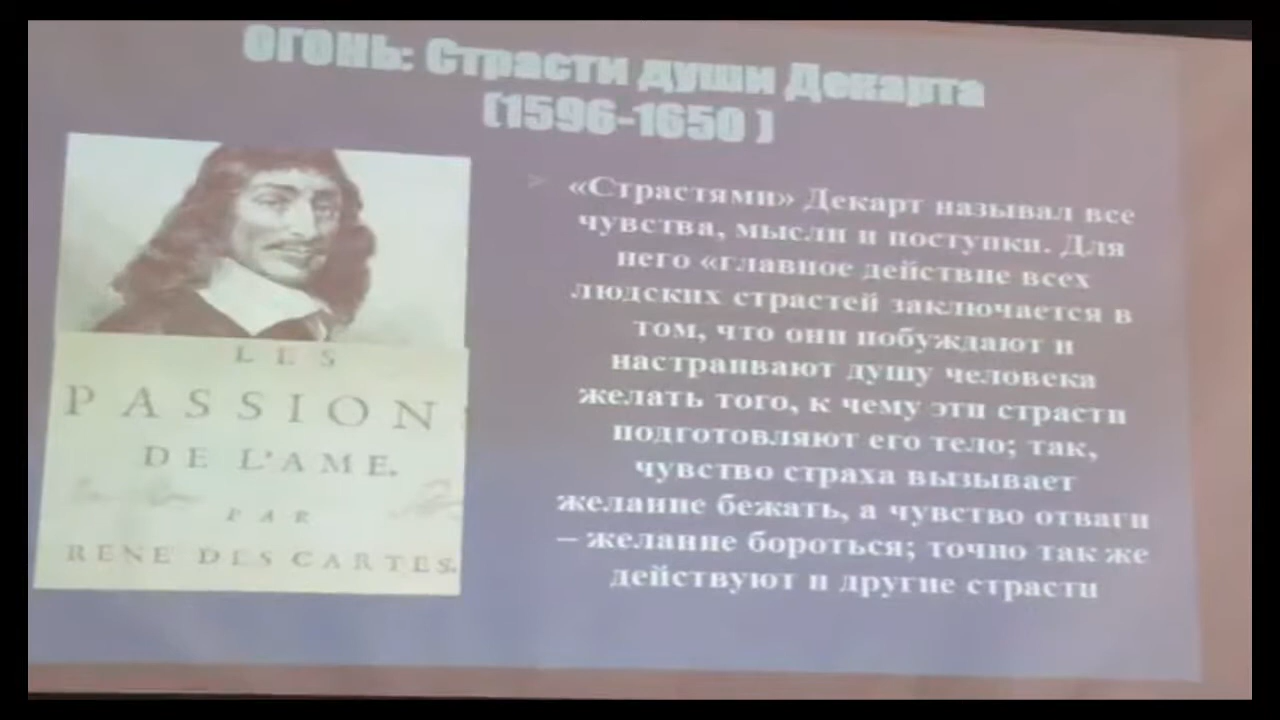 ОГОНЬ: Страсти души Декарта
(1596-1650 )
«Страстями» Декарт называл все
чувства, мысли и поступки. Для
него «главное действие всех
людских страстей заключается в
том, что они побуждают и
настраивают душу человека
желать того, к чему эти страсти
подготовляют его тело; так,
чувство страха вызывает
желание бежать, а чувство отваги
– желание бороться; точно так же
действуют и другие страсти
LES
PASSION
DE L'AME.
PAR
RENE DES CARTES.